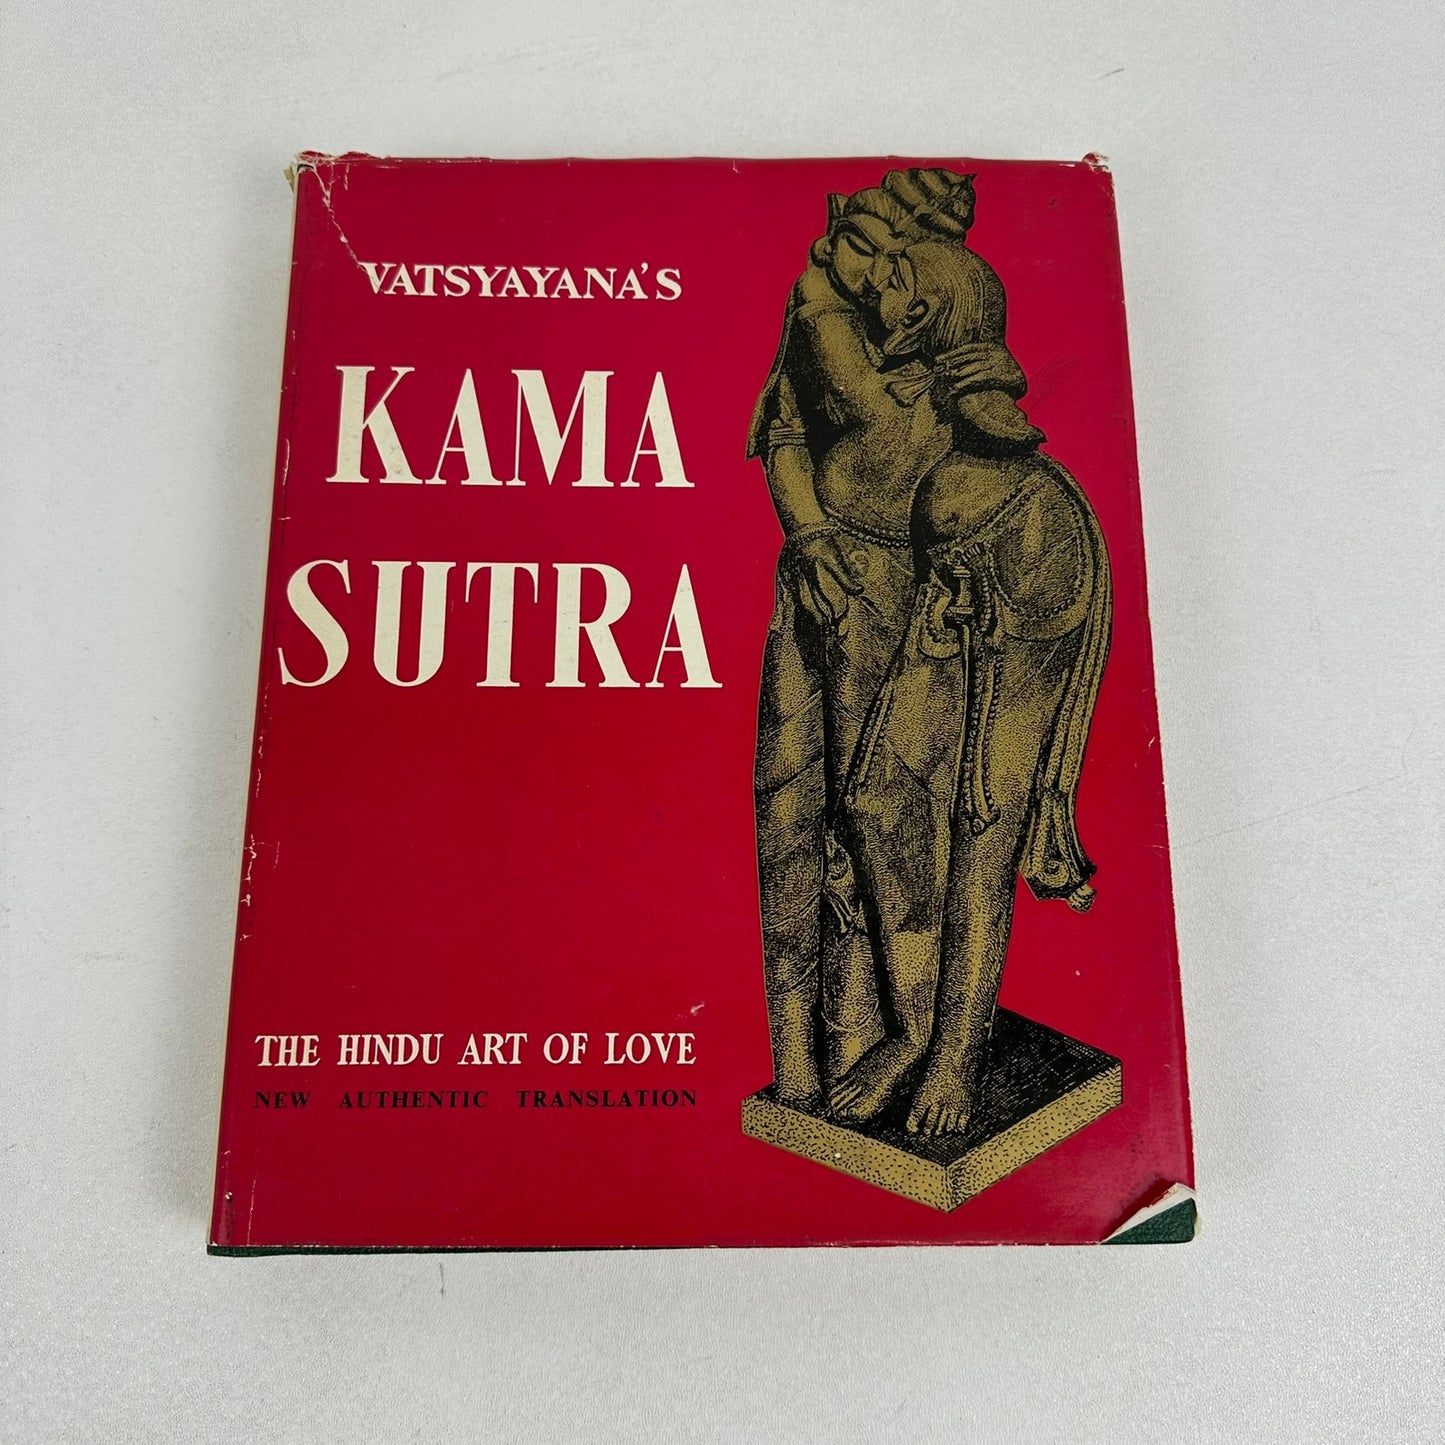 VATSYAYANA'S
KAMA
SUTRA
THE HINDU ART OF LOVE
NEW AUTHENTIC TRANSLATION